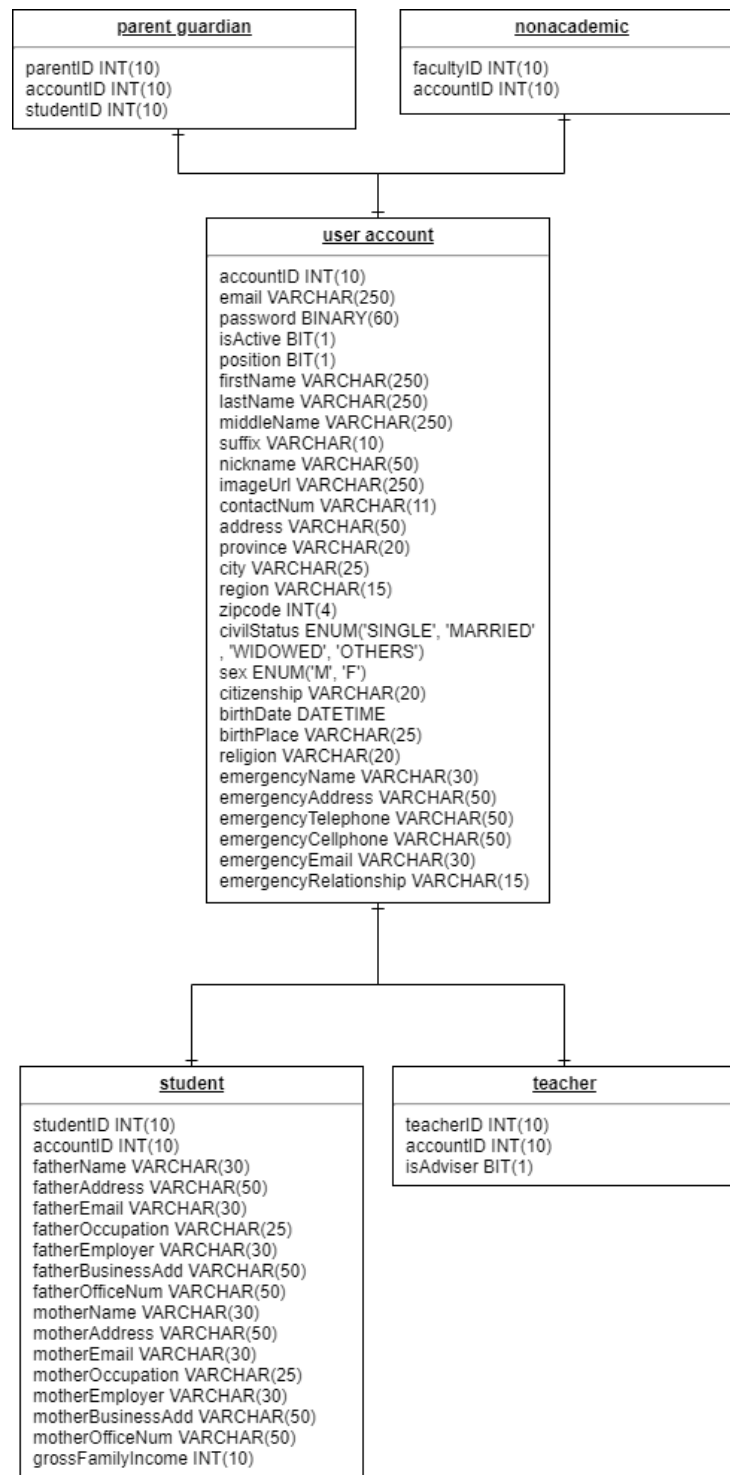 parent guardian
parentID INT(10)
accountID INT(10)
studentID INT(10)
nonacademic
facultyID INT(10)
accountID INT(10)
user account
accountID INT(10)
email VARCHAR(250)
password BINARY(60)
isActive BIT(1)
position BIT(1)
firstName VARCHAR(250)
lastName VARCHAR(250)
middleName VARCHAR(250)
suffix VARCHAR(10)
nickname VARCHAR(50)
imageUrl VARCHAR(250)
contactNum VARCHAR(11)
address VARCHAR(50)
province VARCHAR(20)
city VARCHAR(25)
region VARCHAR(15)
zipcode INT(4)
civilStatus ENUM('SINGLE', 'MARRIED'
, 'WIDOWED', 'OTHERS')
sex ENUM('M', 'F')
citizenship VARCHAR(20)
birthDate DATETIME
birthPlace VARCHAR(25)
religion VARCHAR(20)
emergencyName VARCHAR(30)
emergencyAddress VARCHAR(50)
emergencyTelephone VARCHAR(50)
emergencyCellphone VARCHAR(50)
emergencyEmail VARCHAR(30)
emergencyRelationship VARCHAR(15)
student
studentID INT(10)
accountID INT(10)
fatherName VARCHAR(30)
fatherAddress VARCHAR(50)
fatherEmail VARCHAR(30)
fatherOccupation VARCHAR(25)
fatherEmployer VARCHAR(30)
fatherBusinessAdd VARCHAR(50)
fatherOfficeNum VARCHAR(50)
motherName VARCHAR(30)
motherAddress VARCHAR(50)
motherEmail VARCHAR(30)
motherOccupation VARCHAR(25)
motherEmployer VARCHAR(30)
motherBusinessAdd VARCHAR(50)
motherOfficeNum VARCHAR(50)
grossFamilyIncome INT(10)
teacher
teacherID INT(10)
accountID INT(10)
isAdviser BIT(1)